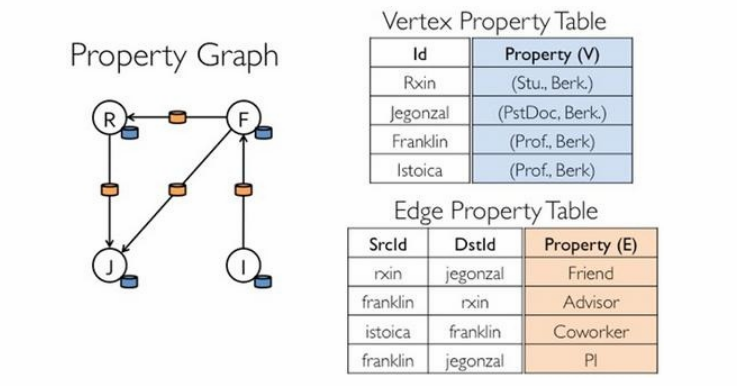 Property Graph
R
F
J
I
Vertex Property Table
Id Property (V)
Rxin (Stu., Berk.)
Jegonzal (PstDoc, Berk.)
Franklin (Prof., Berk)
Istoica (Prof., Berk)
Edge Property Table
SrcId DstId Property (E)
rxin jegonzal Friend
franklin rxin Advisor
istoica franklin Coworker
franklin jegonzal PI